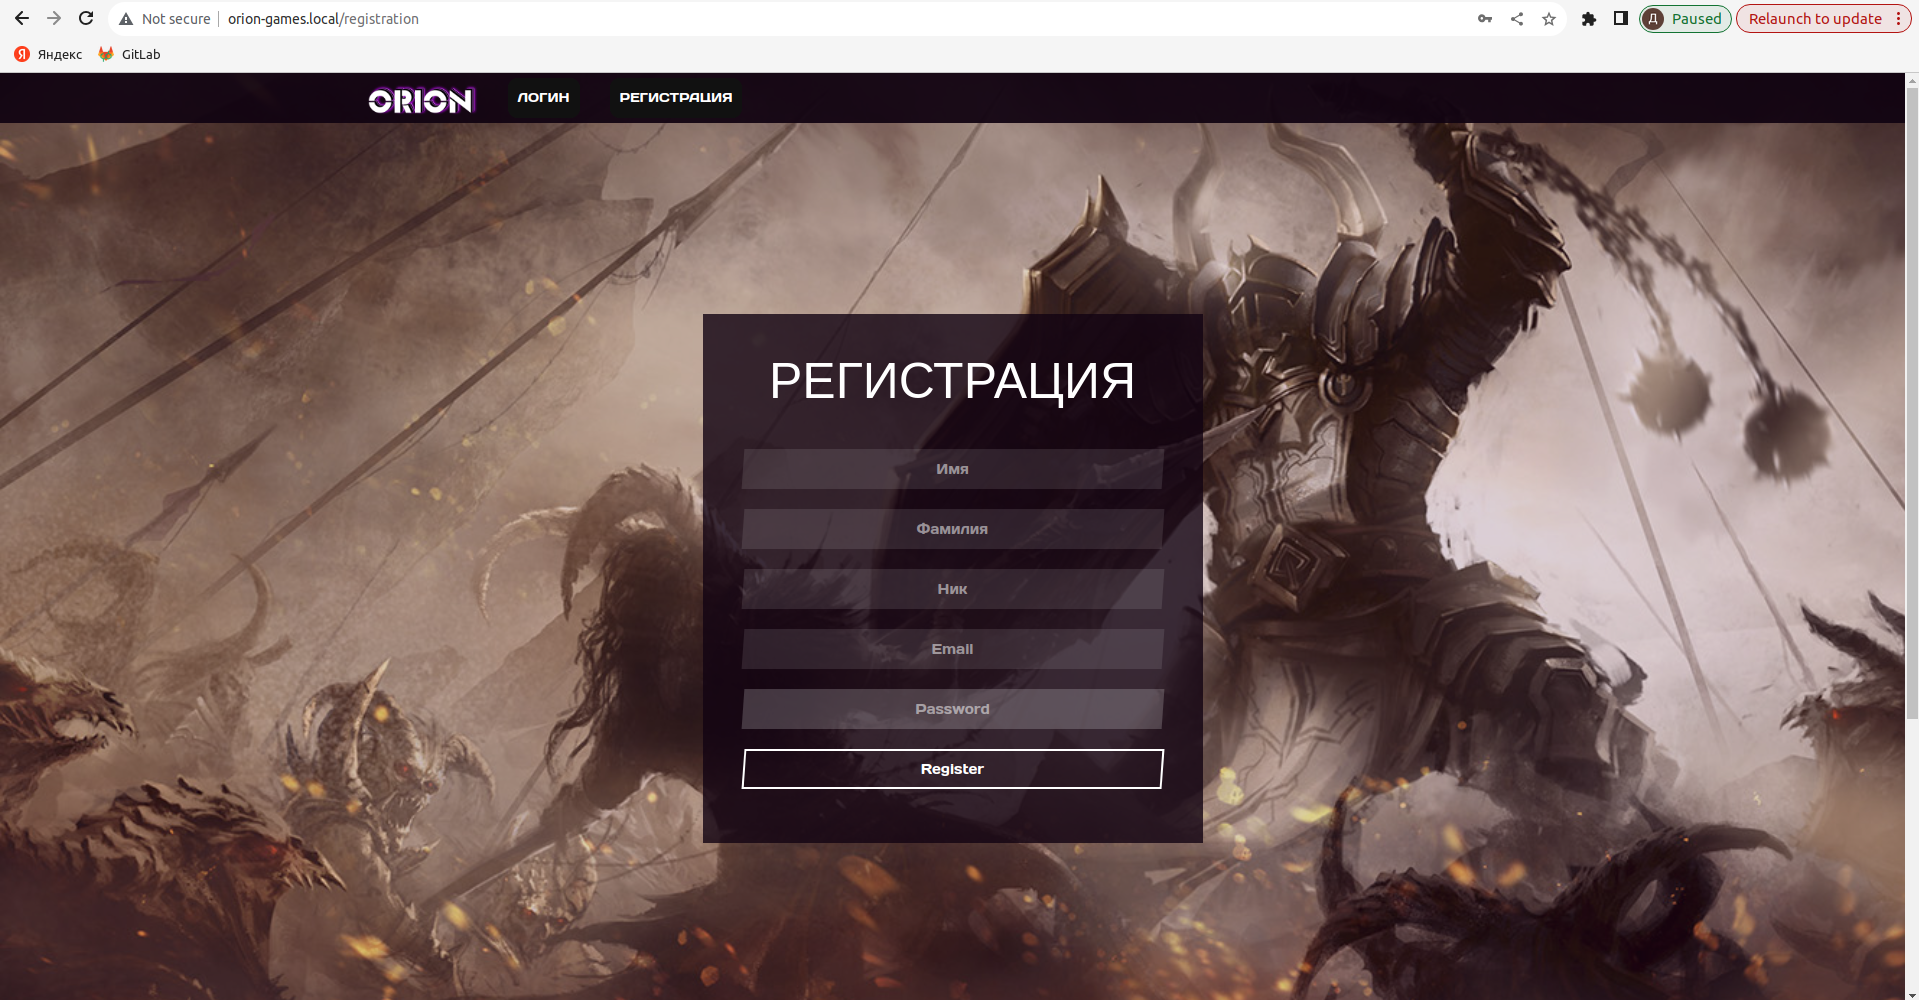 Not secure orion-games.local/registration Д Paused Relaunch to update
Я Яндекс GitLab
ORION ЛОГИН РЕГИСТРАЦИЯ
РЕГИСТРАЦИЯ
Имя
Фамилия
Ник
Email
Password
Register